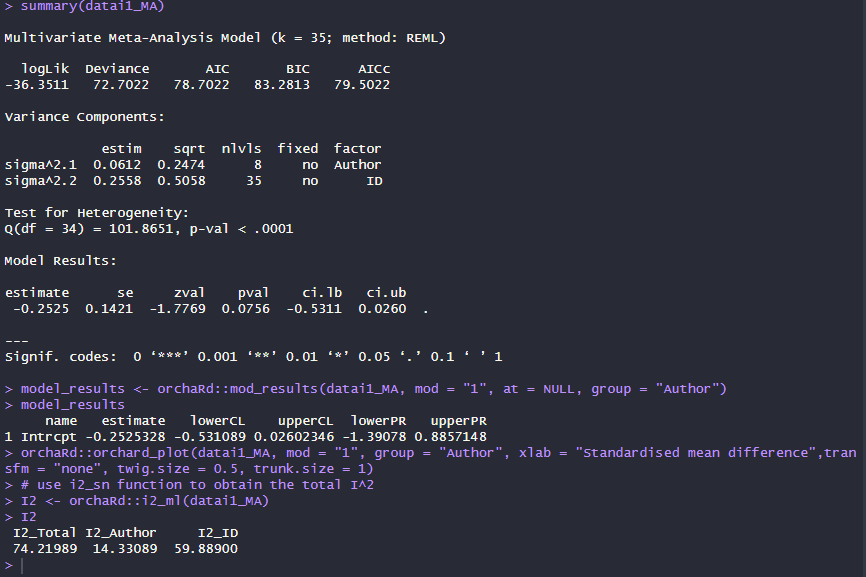 > summary(datai1_MA)
Multivariate Meta-Analysis Model (k = 35; method: REML)
logLik Deviance AIC BIC AICc
-36.3511 72.7022 78.7022 83.2813 79.5022
Variance Components:
estim sqrt nlvls fixed factor
sigma^2.1 0.0612 0.2474 8 no Author
sigma^2.2 0.2558 0.5058 35 no ID
Test for Heterogeneity:
Q(df = 34) = 101.8651, p-val < .0001
Model Results:
estimate se zval pval ci.lb ci.ub
-0.2525 0.1421 -1.7769 0.0756 -0.5311 0.0260 .
---
Signif. codes: 0 ‘***’ 0.001 ‘**’ 0.01 ‘*’ 0.05 ‘.’ 0.1 ‘ ’ 1
> model_results <- orchaRd::mod_results(datai1_MA, mod = "1", at = NULL, group = "Author")
> model_results
name estimate lowerCL upperCL lowerPR upperPR
1 Intrcpt -0.2525328 -0.531089 0.02602346 -1.39078 0.8857148
> orchaRd::orchard_plot(datai1_MA, mod = "1", group = "Author", xlab = "Standardised mean difference",tran
sfm = "none", twig.size = 0.5, trunk.size = 1)
> # use i2_sn function to obtain the total I^2
> I2 <- orchaRd::i2_ml(datai1_MA)
> I2
I2_Total I2_Author I2_ID
74.21989 14.33089 59.88900
>